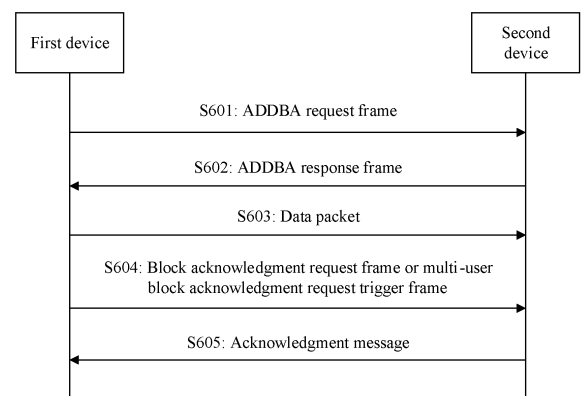 First device
Second
device
S601: ADDBA request frame
S602: ADDBA response frame
S603: Data packet
S604: Block acknowledgment request frame or multi-user
block acknowledgment request trigger frame
S605: Acknowledgment message